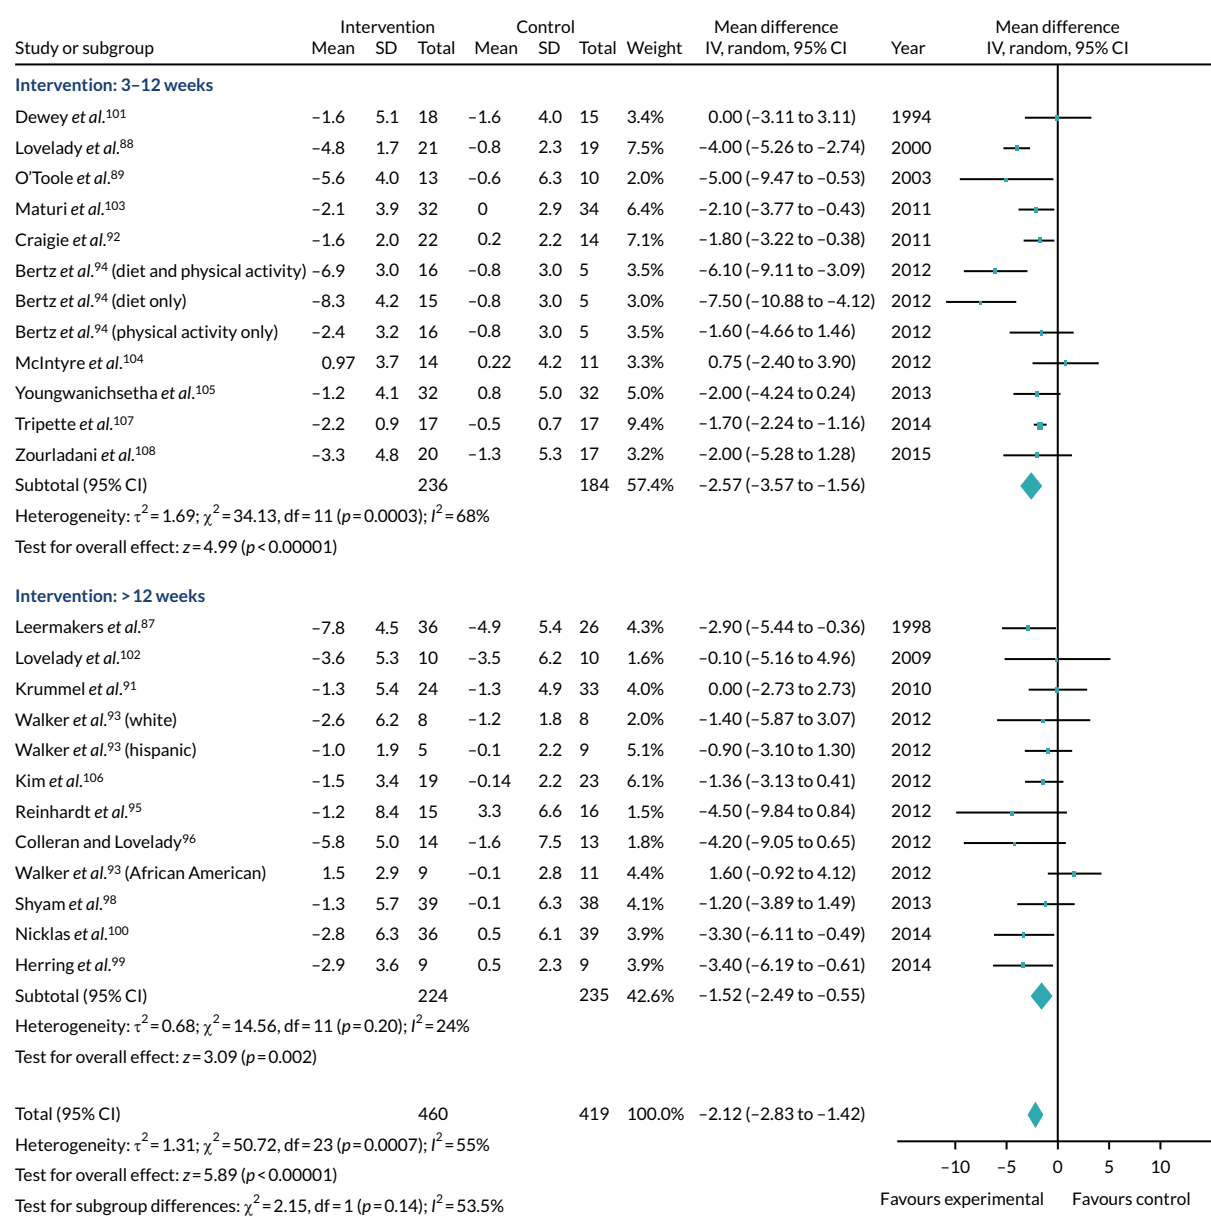 Intervention Control Mean difference Mean difference
Study or subgroup Mean SD Total Mean SD Total Weight IV, random, 95% CI Year IV, random, 95% CI
Intervention: 3–12 weeks
Dewey et al.101 –1.6 5.1 18 –1.6 4.0 15 3.4% 0.00 (–3.11 to 3.11) 1994
Lovelady et al.88 –4.8 1.7 21 –0.8 2.3 19 7.5% –4.00 (–5.26 to –2.74) 2000
O'Toole et al.89 –5.6 4.0 13 –0.6 6.3 10 2.0% –5.00 (–9.47 to –0.53) 2003
Maturi et al.103 –2.1 3.9 32 0 2.9 34 6.4% –2.10 (–3.77 to –0.43) 2011
Craigie et al.92 –1.6 2.0 22 0.2 2.2 14 7.1% –1.80 (–3.22 to –0.38) 2011
Bertz et al.94 (diet and physical activity) –6.9 3.0 16 –0.8 3.0 5 3.5% –6.10 (–9.11 to –3.09) 2012
Bertz et al.94 (diet only) –8.3 4.2 15 –0.8 3.0 5 3.0% –7.50 (–10.88 to –4.12) 2012
Bertz et al.94 (physical activity only) –2.4 3.2 16 –0.8 3.0 5 3.5% –1.60 (–4.66 to 1.46) 2012
McIntyre et al.104 0.97 3.7 14 0.22 4.2 11 3.3% 0.75 (–2.40 to 3.90) 2012
Youngwanichsetha et al.105 –1.2 4.1 32 0.8 5.0 32 5.0% –2.00 (–4.24 to 0.24) 2013
Tripette et al.107 –2.2 0.9 17 –0.5 0.7 17 9.4% –1.70 (–2.24 to –1.16) 2014
Zourladani et al.108 –3.3 4.8 20 –1.3 5.3 17 3.2% –2.00 (–5.28 to 1.28) 2015
Subtotal (95% CI) 236 184 57.4% –2.57 (–3.57 to –1.56)
Heterogeneity: τ2 = 1.69; χ2 = 34.13, df = 11 (p = 0.0003); I2 = 68%
Test for overall effect: z = 4.99 (p < 0.00001)
Intervention: > 12 weeks
Leermakers et al.87 –7.8 4.5 36 –4.9 5.4 26 4.3% –2.90 (–5.44 to –0.36) 1998
Lovelady et al.102 –3.6 5.3 10 –3.5 6.2 10 1.6% –0.10 (–5.16 to 4.96) 2009
Krummel et al.91 –1.3 5.4 24 –1.3 4.9 33 4.0% 0.00 (–2.73 to 2.73) 2010
Walker et al.93 (white) –2.6 6.2 8 –1.2 1.8 8 2.0% –1.40 (–5.87 to 3.07) 2012
Walker et al.93 (hispanic) –1.0 1.9 5 –0.1 2.2 9 5.1% –0.90 (–3.10 to 1.30) 2012
Kim et al.106 –1.5 3.4 19 –0.14 2.2 23 6.1% –1.36 (–3.13 to 0.41) 2012
Reinhardt et al.95 –1.2 8.4 15 3.3 6.6 16 1.5% –4.50 (–9.84 to 0.84) 2012
Colleran and Lovelady96 –5.8 5.0 14 –1.6 7.5 13 1.8% –4.20 (–9.05 to 0.65) 2012
Walker et al.93 (African American) 1.5 2.9 9 –0.1 2.8 11 4.4% 1.60 (–0.92 to 4.12) 2012
Shyam et al.98 –1.3 5.7 39 –0.1 6.3 38 4.1% –1.20 (–3.89 to 1.49) 2013
Nicklas et al.100 –2.8 6.3 36 0.5 6.1 39 3.9% –3.30 (–6.11 to –0.49) 2014
Herring et al.99 –2.9 3.6 9 0.5 2.3 9 3.9% –3.40 (–6.19 to –0.61) 2014
Subtotal (95% CI) 224 235 42.6% –1.52 (–2.49 to –0.55)
Heterogeneity: τ2 = 0.68; χ2 = 14.56, df = 11 (p = 0.20); I2 = 24%
Test for overall effect: z = 3.09 (p = 0.002)
Total (95% CI) 460 419 100.0% –2.12 (–2.83 to –1.42)
Heterogeneity: τ2 = 1.31; χ2 = 50.72, df = 23 (p = 0.0007); I2 = 55%
Test for overall effect: z = 5.89 (p < 0.00001)
Test for subgroup differences: χ2 = 2.15, df = 1 (p = 0.14); I2 = 53.5%
–10 –5 0 5 10
Favours experimental Favours control